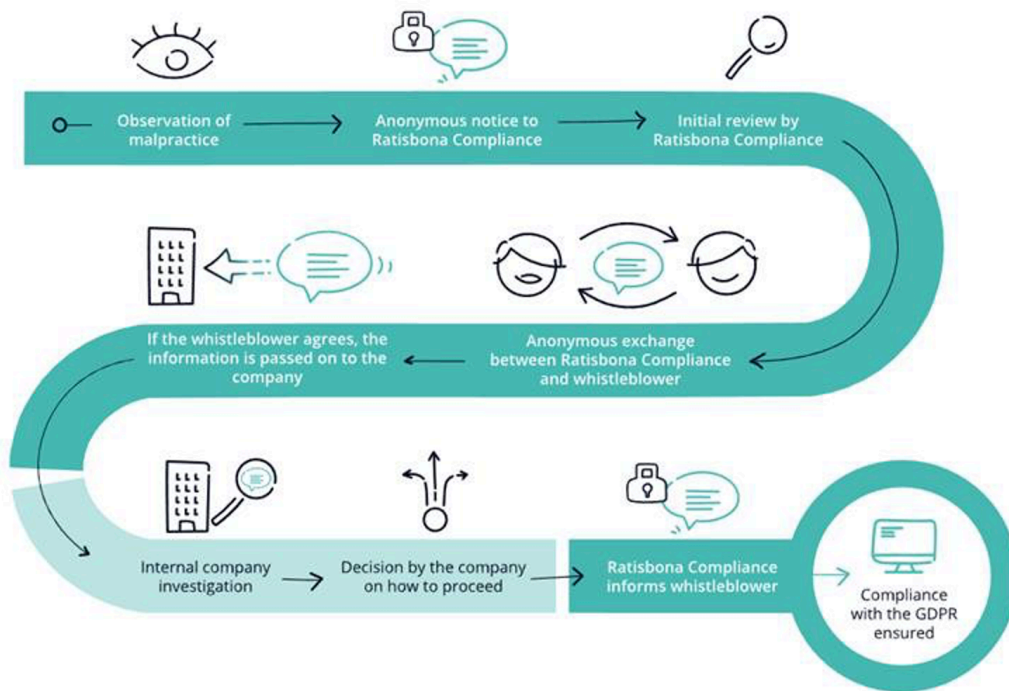 Observation of
malpractice
Anonymous notice to
Ratisbona Compliance
Initial review by
Ratisbona Compliance
Anonymous exchange
between Ratisbona Compliance
and whistleblower
If the whistleblower agrees, the
information is passed on to the
company
Internal company
investigation
Decision by the company
on how to proceed
Ratisbona Compliance
informs whistleblower
Compliance
with the GDPR
ensured